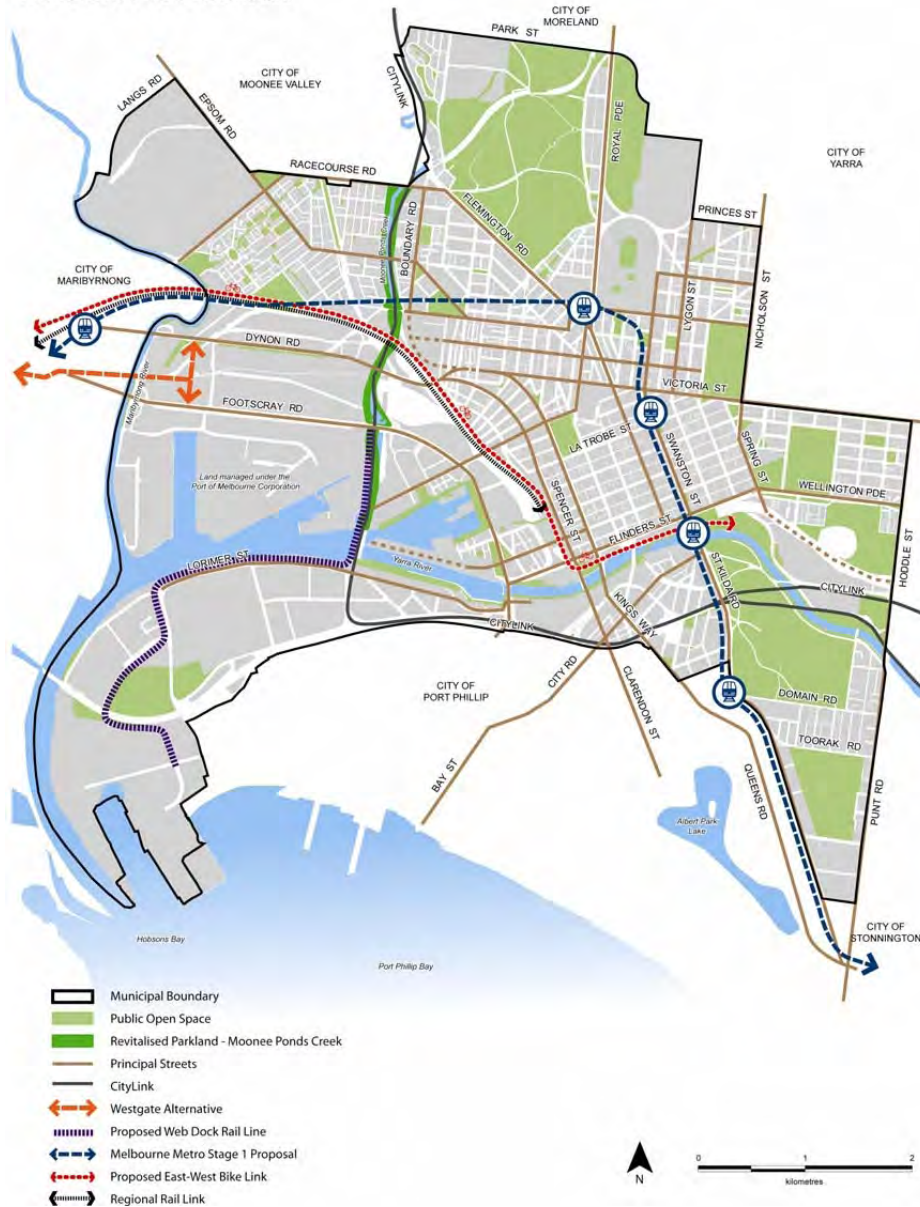 CITY OF
MORELAND
PARK ST
CITY OF
MOONEE VALLEY
CITYLINK
LANGS RD
EPSOM RD
ROYAL PDE
CITY OF
YARRA
RACECOURSE RD
FLEMINGTON RD
PRINCES ST
BOUNDARY RD
Moonee Ponds Creek
LYGON ST
NICHOLSON ST
CITY OF
MARIBYRNONG
DYNON RD
VICTORIA ST
Maribyrnong River
FOOTSCRAY RD
LA TROBE ST
SWANSTON ST
SPRING ST
Land managed under the
Port of Melbourne Corporation
SPENCER ST
WELLINGTON PDE
FLINDERS ST
HODDLE ST
LORIMER ST
Yarra River
ST KILDA RD
CITYLINK
KINGS WAY
CITYLINK
CITY RD
CITY OF
PORT PHILLIP
CLARENDON ST
DOMAIN RD
TOORAK RD
BAY ST
QUEENS RD
PUNT RD
Albert Park
Lake
CITY OF
STONNINGTON
Hobsons Bay
Port Phillip Bay
Municipal Boundary
Public Open Space
Revitalised Parkland - Moonee Ponds Creek
Principal Streets
CityLink
Westgate Alternative
Proposed Web Dock Rail Line
Melbourne Metro Stage 1 Proposal
Proposed East-West Bike Link
Regional Rail Link
N
0 1 2
kilometres